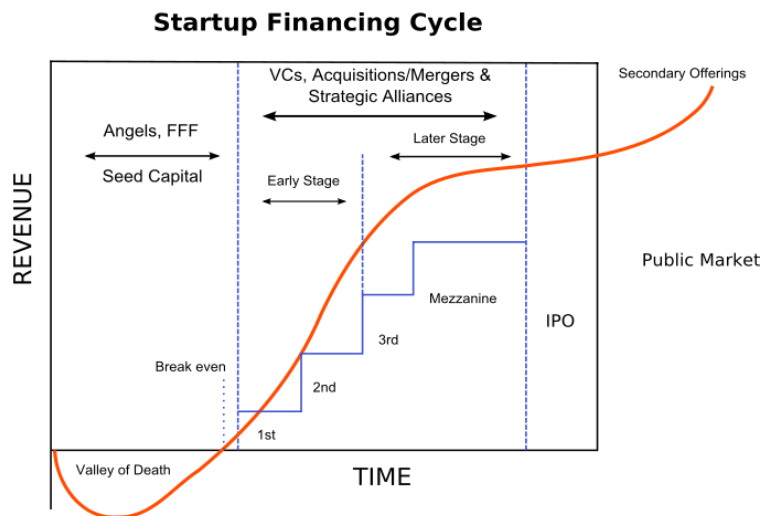 Startup Financing Cycle
VCs, Acquisitions/Mergers &
Strategic Alliances
Secondary Offerings
Angels, FFF
Seed Capital
Later Stage
Early Stage
REVENUE
Public Market
Mezzanine
IPO
3rd
Break even
2nd
1st
Valley of Death
TIME